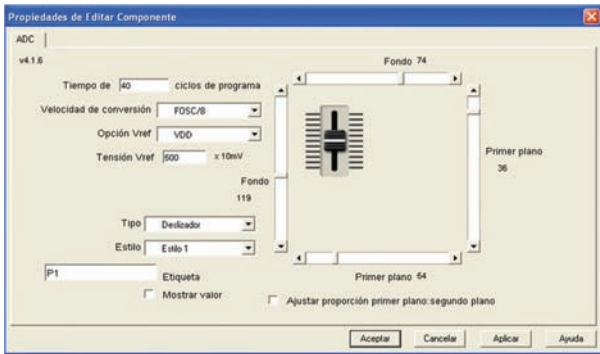 Propiedades de Editar Componente
ADC
v4.1.6
Fondo 74
Tiempo de 40 ciclos de programa
Velocidad de conversión FOSC/8
Opción Vref VDD
Tensión Vref 500 x 10mV
Primer plano
36
Fondo
119
Tipo Deslizador
Estilo Estilo 1
P1 Etiqueta
Primer plano 64
Mostrar valor
Ajustar proporción primer plano:segundo plano
Aceptar Cancelar Aplicar Ayuda